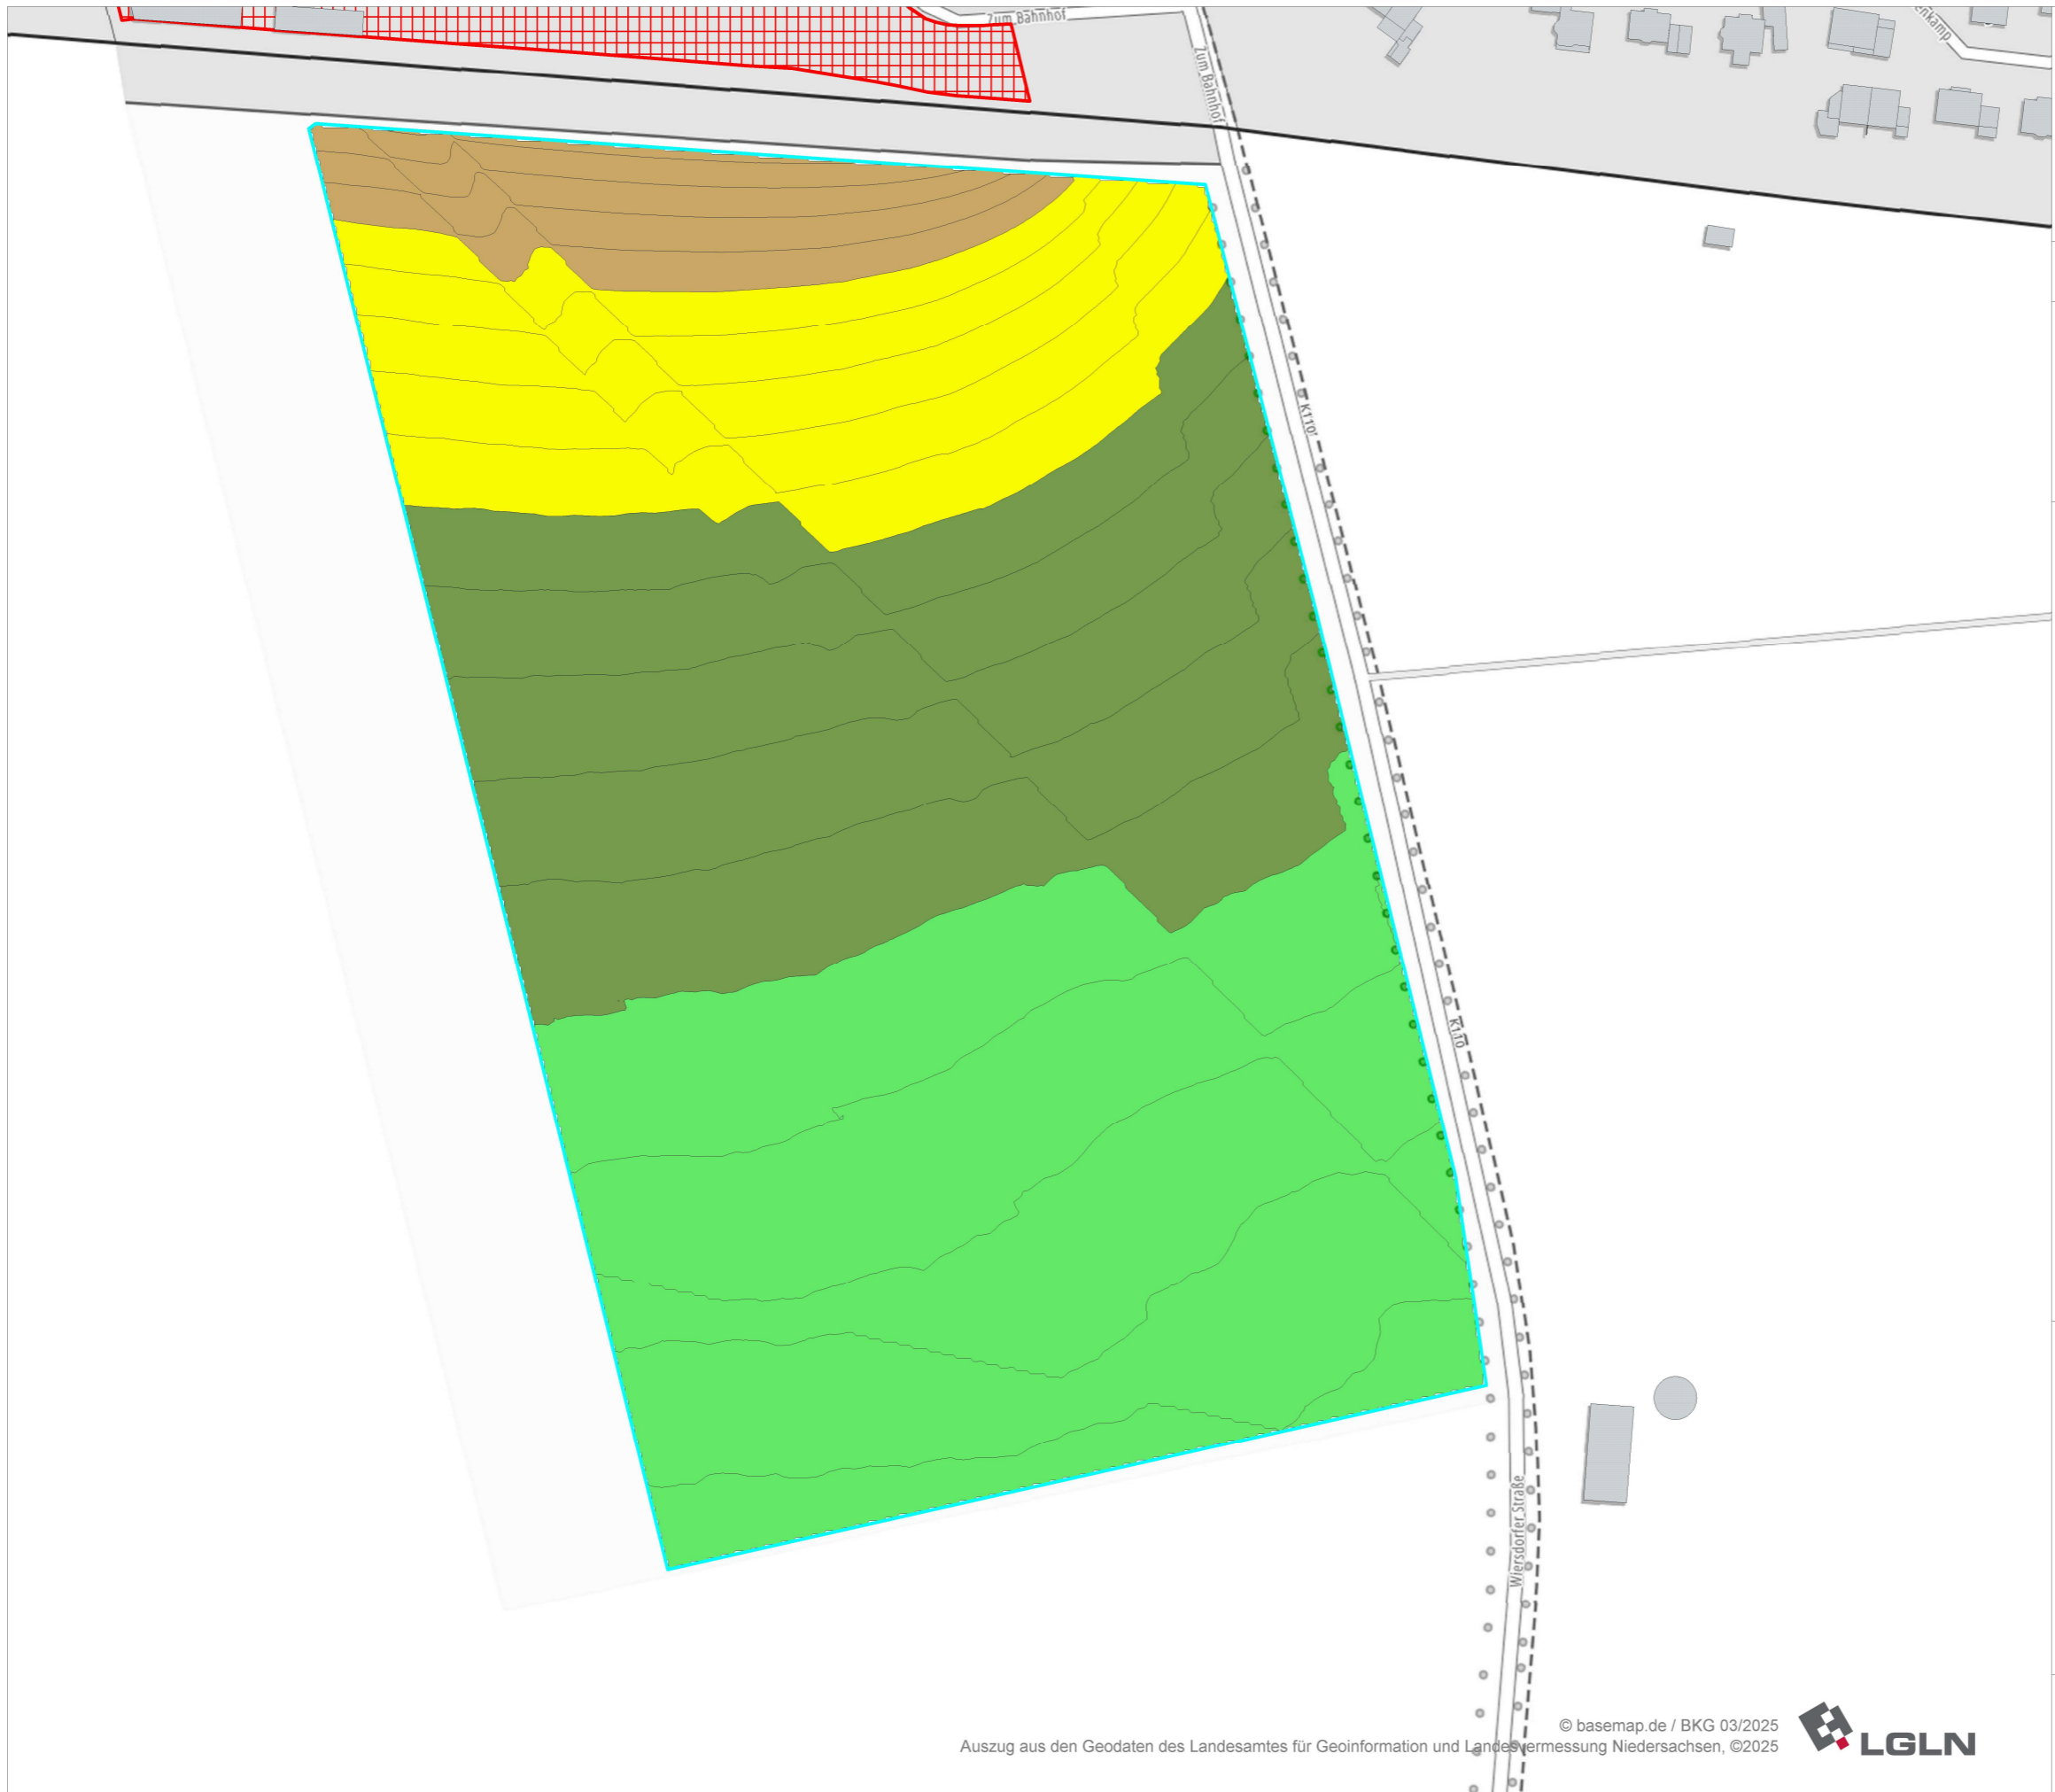 Zum Bahnhof
enkamp
Zum Bahnhof
K110
K110
Wiersdorfer Straße
© basemap.de / BKG 03/2025
Auszug aus den Geodaten des Landesamtes für Geoinformation und Landesvermessung Niedersachsen, ©2025
LGLN